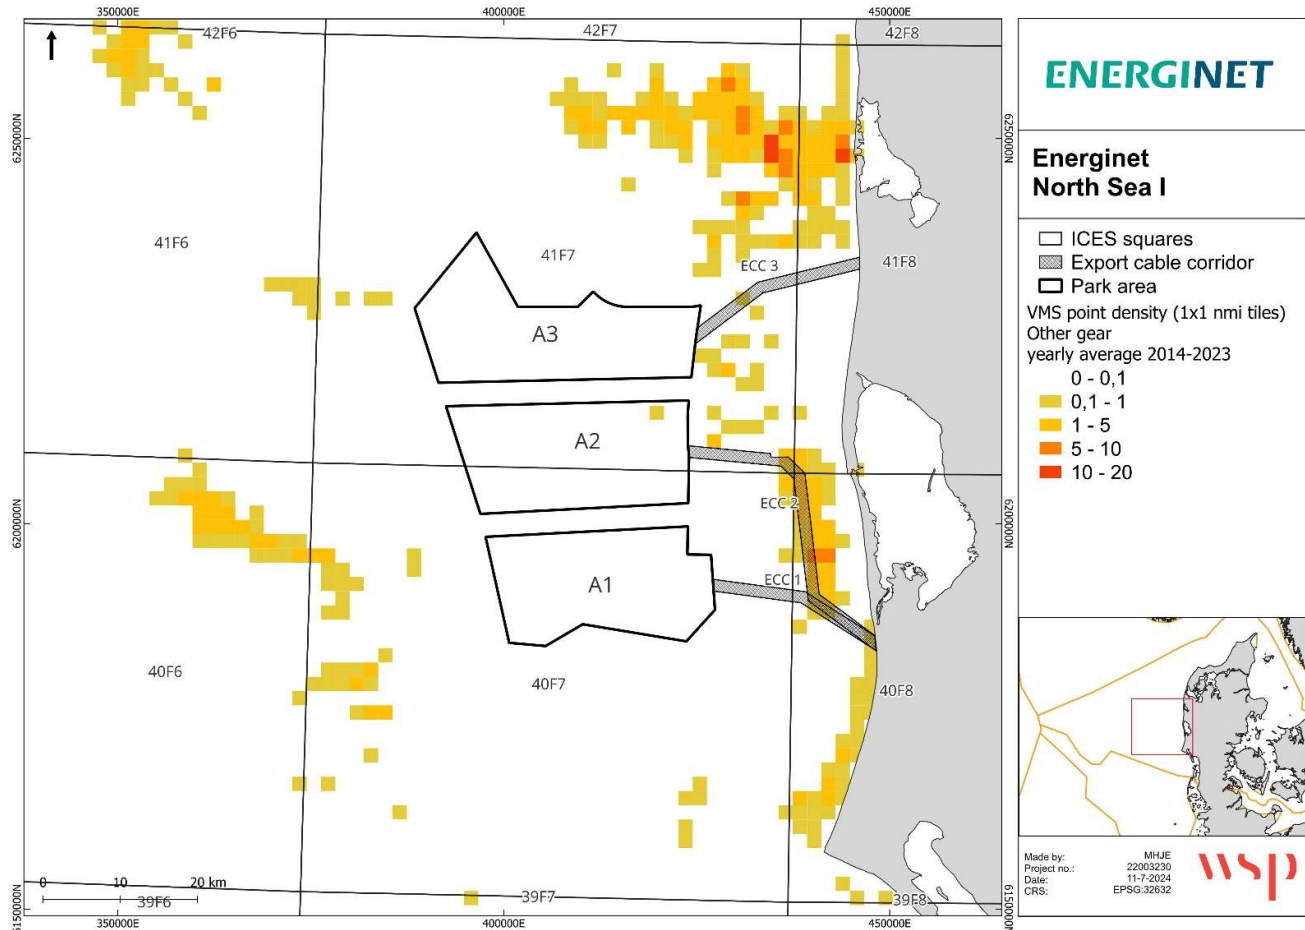 350000E
400000E
450000E
42F6
42F7
42F8
6250000N
6250000N
41F6
41F7
ECC 3
41F8
A3
A2
ECC 2
6200000N
6200000N
A1
ECC 1
40F6
40F7
40F8
0 10 20 km
39F6
39F7
39F8
6150000N
6150000N
350000E
400000E
450000E
ENERGINET
Energinet
North Sea I
ICES squares
Export cable corridor
Park area
VMS point density (1x1 nmi tiles)
Other gear
yearly average 2014-2023
0 - 0,1
0,1 - 1
1 - 5
5 - 10
10 - 20
Made by: MHJE
Project no.: 22003230
Date: 11-7-2024
CRS: EPSG:32632
wsp